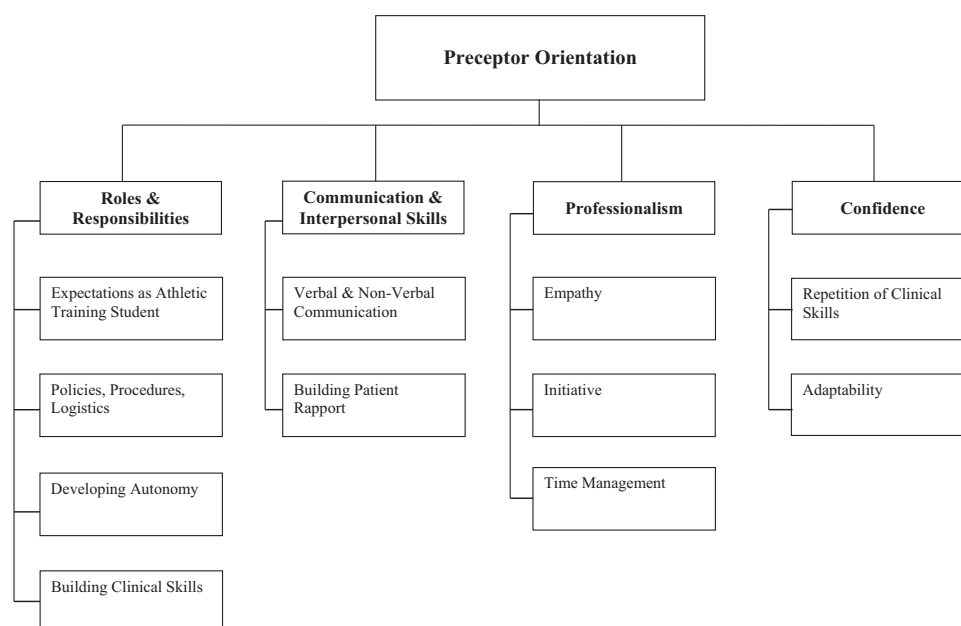 Preceptor Orientation
Roles &
Responsibilities
Expectations as Athletic
Training Student
Policies, Procedures,
Logistics
Developing Autonomy
Building Clinical Skills
Communication &
Interpersonal Skills
Verbal & Non-Verbal
Communication
Building Patient
Rapport
Professionalism
Empathy
Initiative
Time Management
Confidence
Repetition of Clinical
Skills
Adaptability